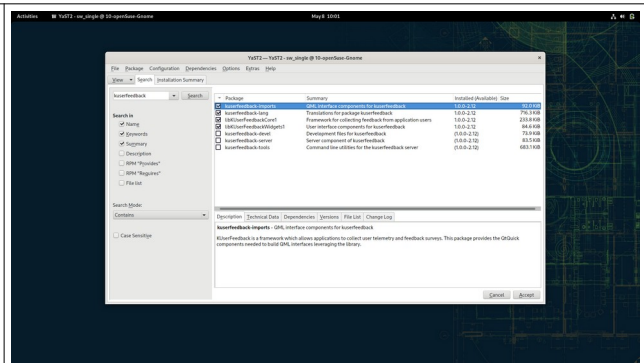 Activities YaST2 - sw_single @ 10-openSuse-Gnome May 8 10:01
YaST2 — YaST2 - sw_single @ 10-openSuse-Gnome ×
File Package Configuration Dependencies Options Extras Help
View Search Installation Summary
kuserfeedback Search
Package Summary Installed (Available) Size
kuserfeedback-imports QML interface components for kuserfeedback 1.0.0-2.12 92.0 KiB
kuserfeedback-lang Translations for package kuserfeedback 1.0.0-2.12 716.3 KiB
libKUserFeedbackCore1 Framework for collecting feedback from application users 1.0.0-2.12 233.8 KiB
libKUserFeedbackWidgets1 User interface components for kuserfeedback 1.0.0-2.12 84.6 KiB
kuserfeedback-devel Development files for kuserfeedback (1.0.0-2.12) 73.9 KiB
kuserfeedback-server Server component of kuserfeedback (1.0.0-2.12) 83.5 KiB
kuserfeedback-tools Command line utilities for the kuserfeedback server (1.0.0-2.12) 683.1 KiB
Search in
Name
Keywords
Summary
Description
RPM "Provides"
RPM "Requires"
File list
Search Mode:
Contains
Case Sensitive
Description Technical Data Dependencies Versions File List Change Log
kuserfeedback-imports - QML interface components for kuserfeedback
KUserFeedback is a framework which allows applications to collect user telemetry and feedback surveys. This package provides the QtQuick
components needed to build QML interfaces leveraging the library.
Cancel Accept